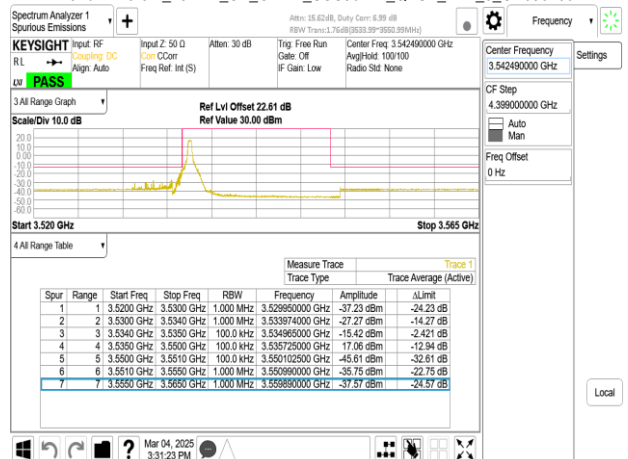 Spectrum Analyzer 1
Spurious Emissions
Attn: 15.62dB, Duty Corr: 6.99 dB
RBW Trans:1.76dB(3533.99~3550.99MHz)
Frequency
KEYSIGHT
Input: RF
Input Z: 50 Ω
Atten: 30 dB
Trig: Free Run
Center Freq: 3.542490000 GHz
RL
Coupling: DC
Corr CCorr
Gate: Off
Avg|Hold: 100/100
Align: Auto
Freq Ref: Int (S)
IF Gain: Low
Radio Std: None
LXI
PASS
Center Frequency
3.542490000 GHz
Settings
CF Step
4.399000000 GHz
Auto
Man
Freq Offset
0 Hz
3 All Range Graph
Ref Lvl Offset 22.61 dB
Scale/Div 10.0 dB
Ref Value 30.00 dBm
20.0
10.0
0.00
-10.0
-20.0
-30.0
-40.0
-50.0
-60.0
Start 3.520 GHz
Stop 3.565 GHz
4 All Range Table
Measure Trace Trace 1
Trace Type Trace Average (Active)
Spur Range Start Freq Stop Freq RBW Frequency Amplitude ΔLimit
1 1 3.5200 GHz 3.5300 GHz 1.000 MHz 3.529950000 GHz -37.23 dBm -24.23 dB
2 2 3.5300 GHz 3.5340 GHz 1.000 MHz 3.533974000 GHz -27.27 dBm -14.27 dB
3 3 3.5340 GHz 3.5350 GHz 100.0 kHz 3.534965000 GHz -15.42 dBm -2.421 dB
4 4 3.5350 GHz 3.5500 GHz 100.0 kHz 3.535725000 GHz 17.06 dBm -12.94 dB
5 5 3.5500 GHz 3.5510 GHz 100.0 kHz 3.550102500 GHz -45.61 dBm -32.61 dB
6 6 3.5510 GHz 3.5550 GHz 1.000 MHz 3.550990000 GHz -35.75 dBm -22.75 dB
7 7 3.5550 GHz 3.5650 GHz 1.000 MHz 3.559890000 GHz -37.57 dBm -24.57 dB
Local
Mar 04, 2025
3:31:23 PM